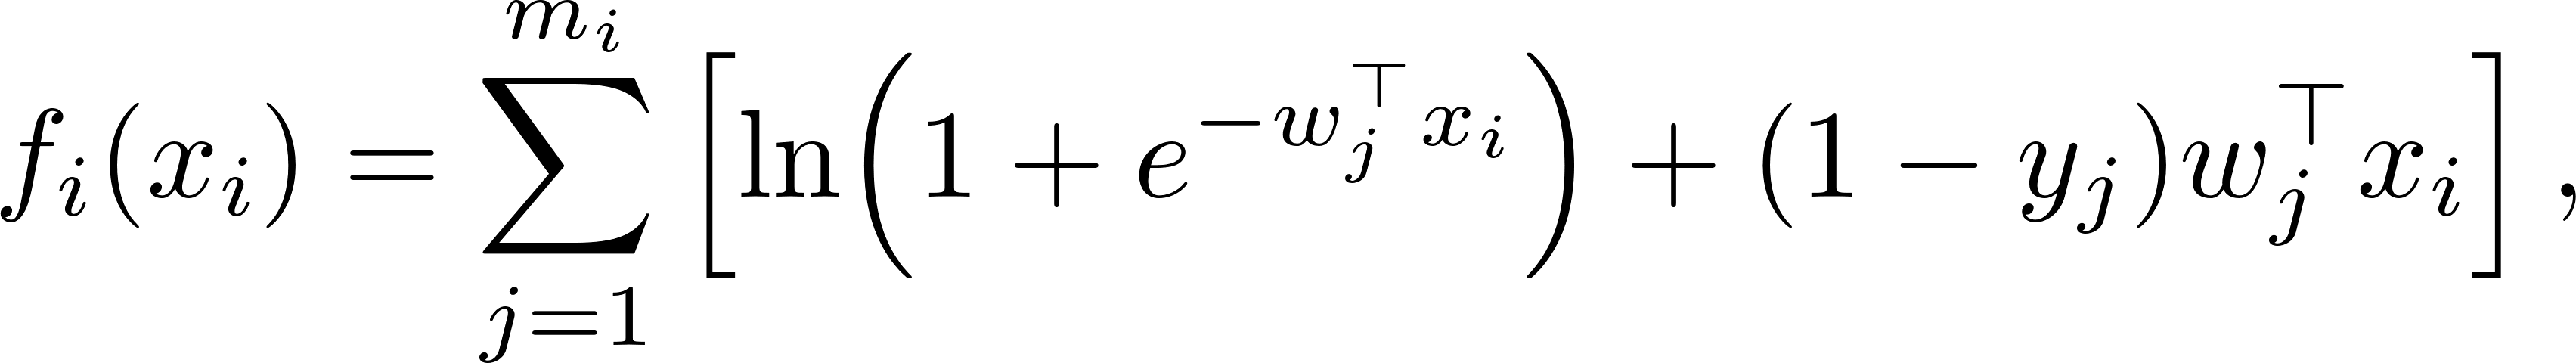 $f_i(x_i) = \sum_{j=1}^{m_i} \left[ \ln\left(1 + e^{-w_j^\top x_i}\right) + (1 - y_j) w_j^\top x_i \right],$